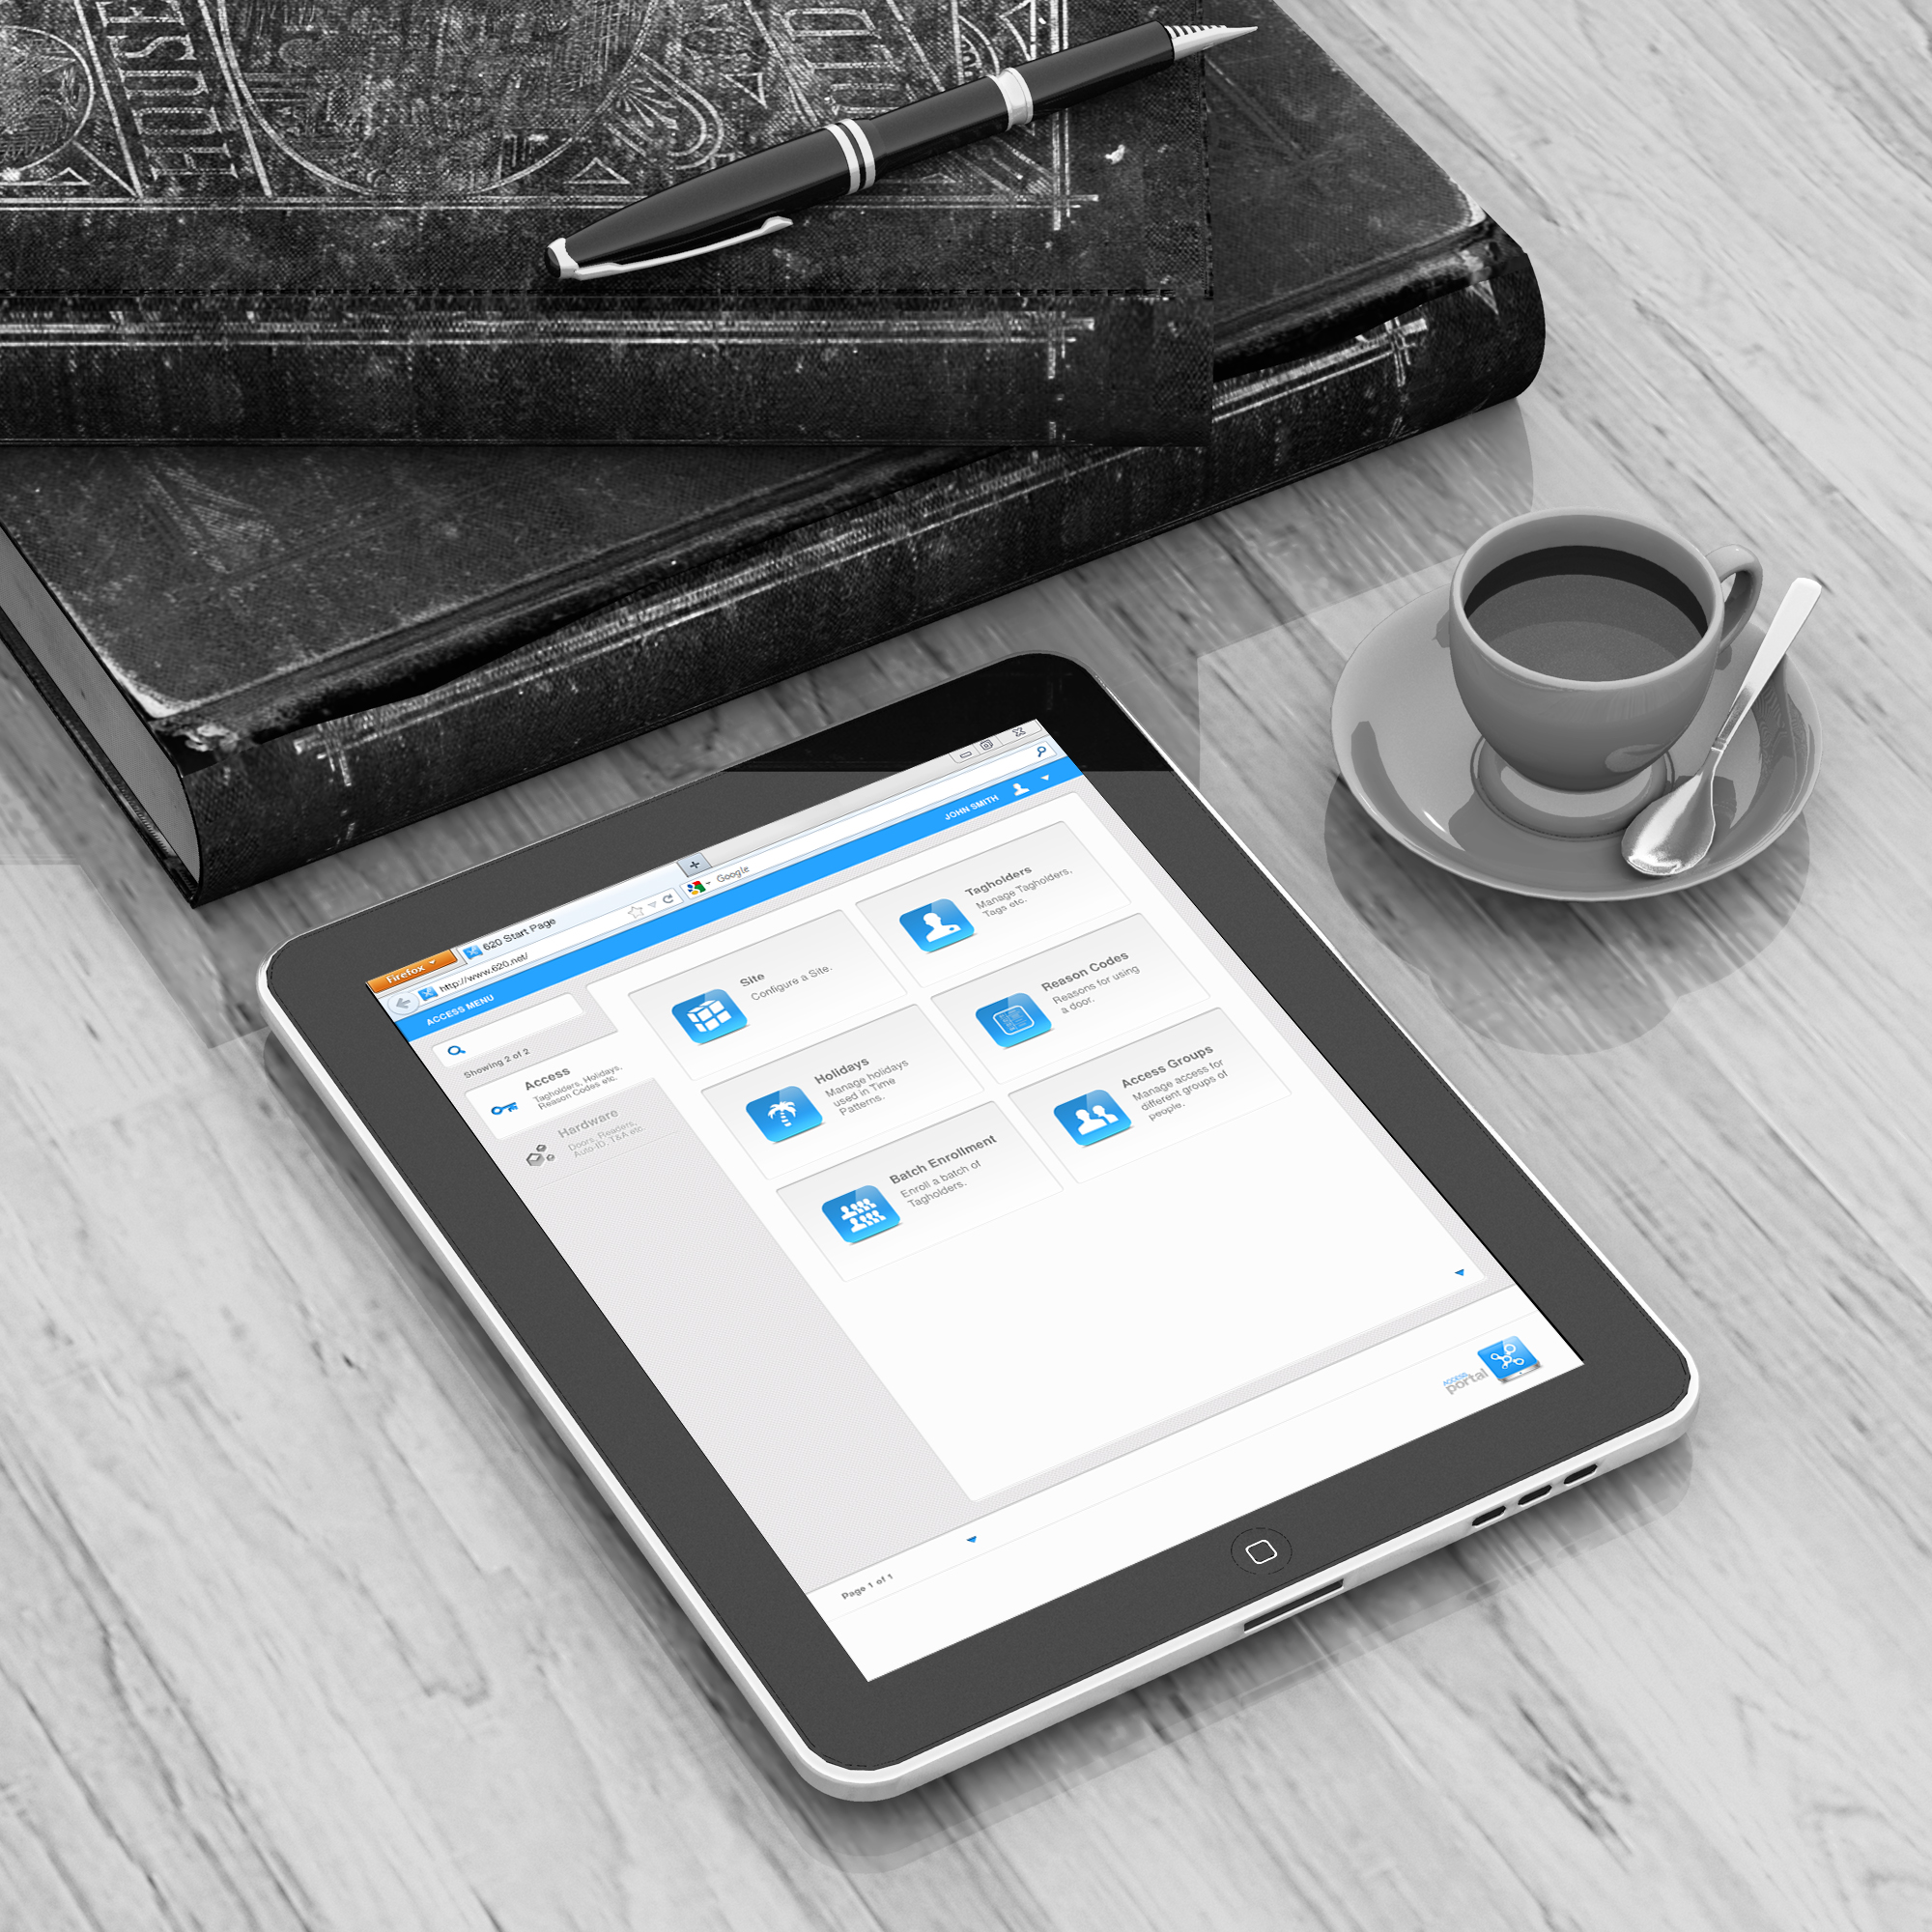 Firefox
620 Start Page
http://www.620.net/
Google
ACCESS MENU
JOHN SMITH
Showing 2 of 2
Access
Tagholders, Holidays,
Reason Codes etc.
Hardware
Doors, Readers,
Auto-ID, T&A etc.
Site
Configure a Site.
Tagholders
Manage Tagholders,
Tags etc.
Holidays
Manage holidays
used in Time
Patterns.
Reason Codes
Reasons for using
a door.
Batch Enrollment
Enroll a batch of
Tagholders.
Access Groups
Manage access for
different groups of
people.
Page 1 of 1
ACCESS
portal